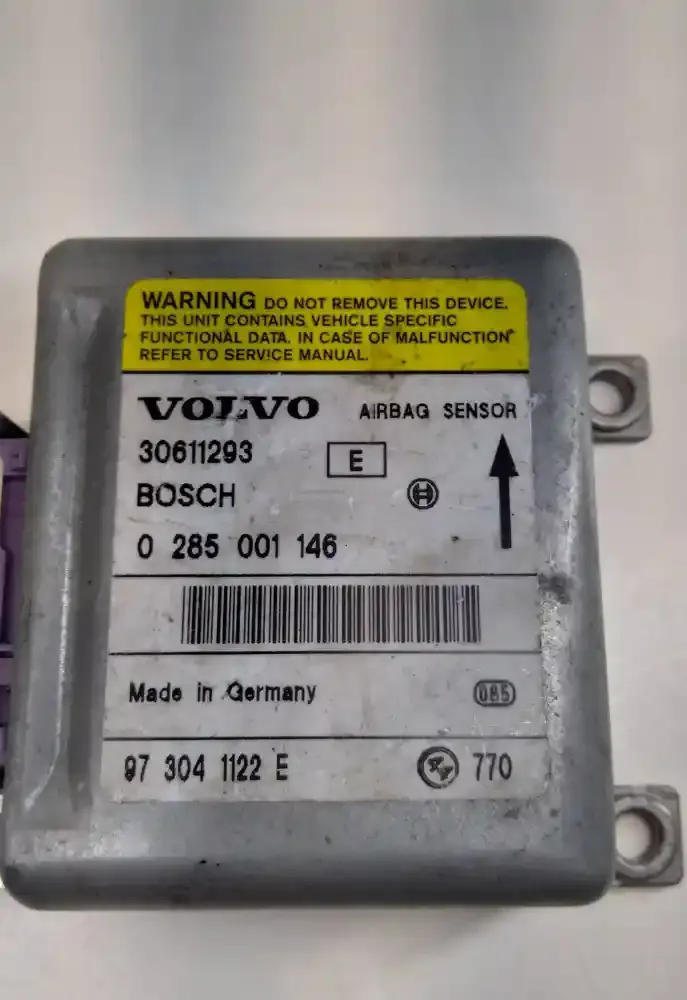 WARNING DO NOT REMOVE THIS DEVICE.
THIS UNIT CONTAINS VEHICLE SPECIFIC
FUNCTIONAL DATA. IN CASE OF MALFUNCTION
REFER TO SERVICE MANUAL.
VOLVO AIRBAG SENSOR
30611293 E
BOSCH
0 285 001 146
Made in Germany 085
97 304 1122 E 770